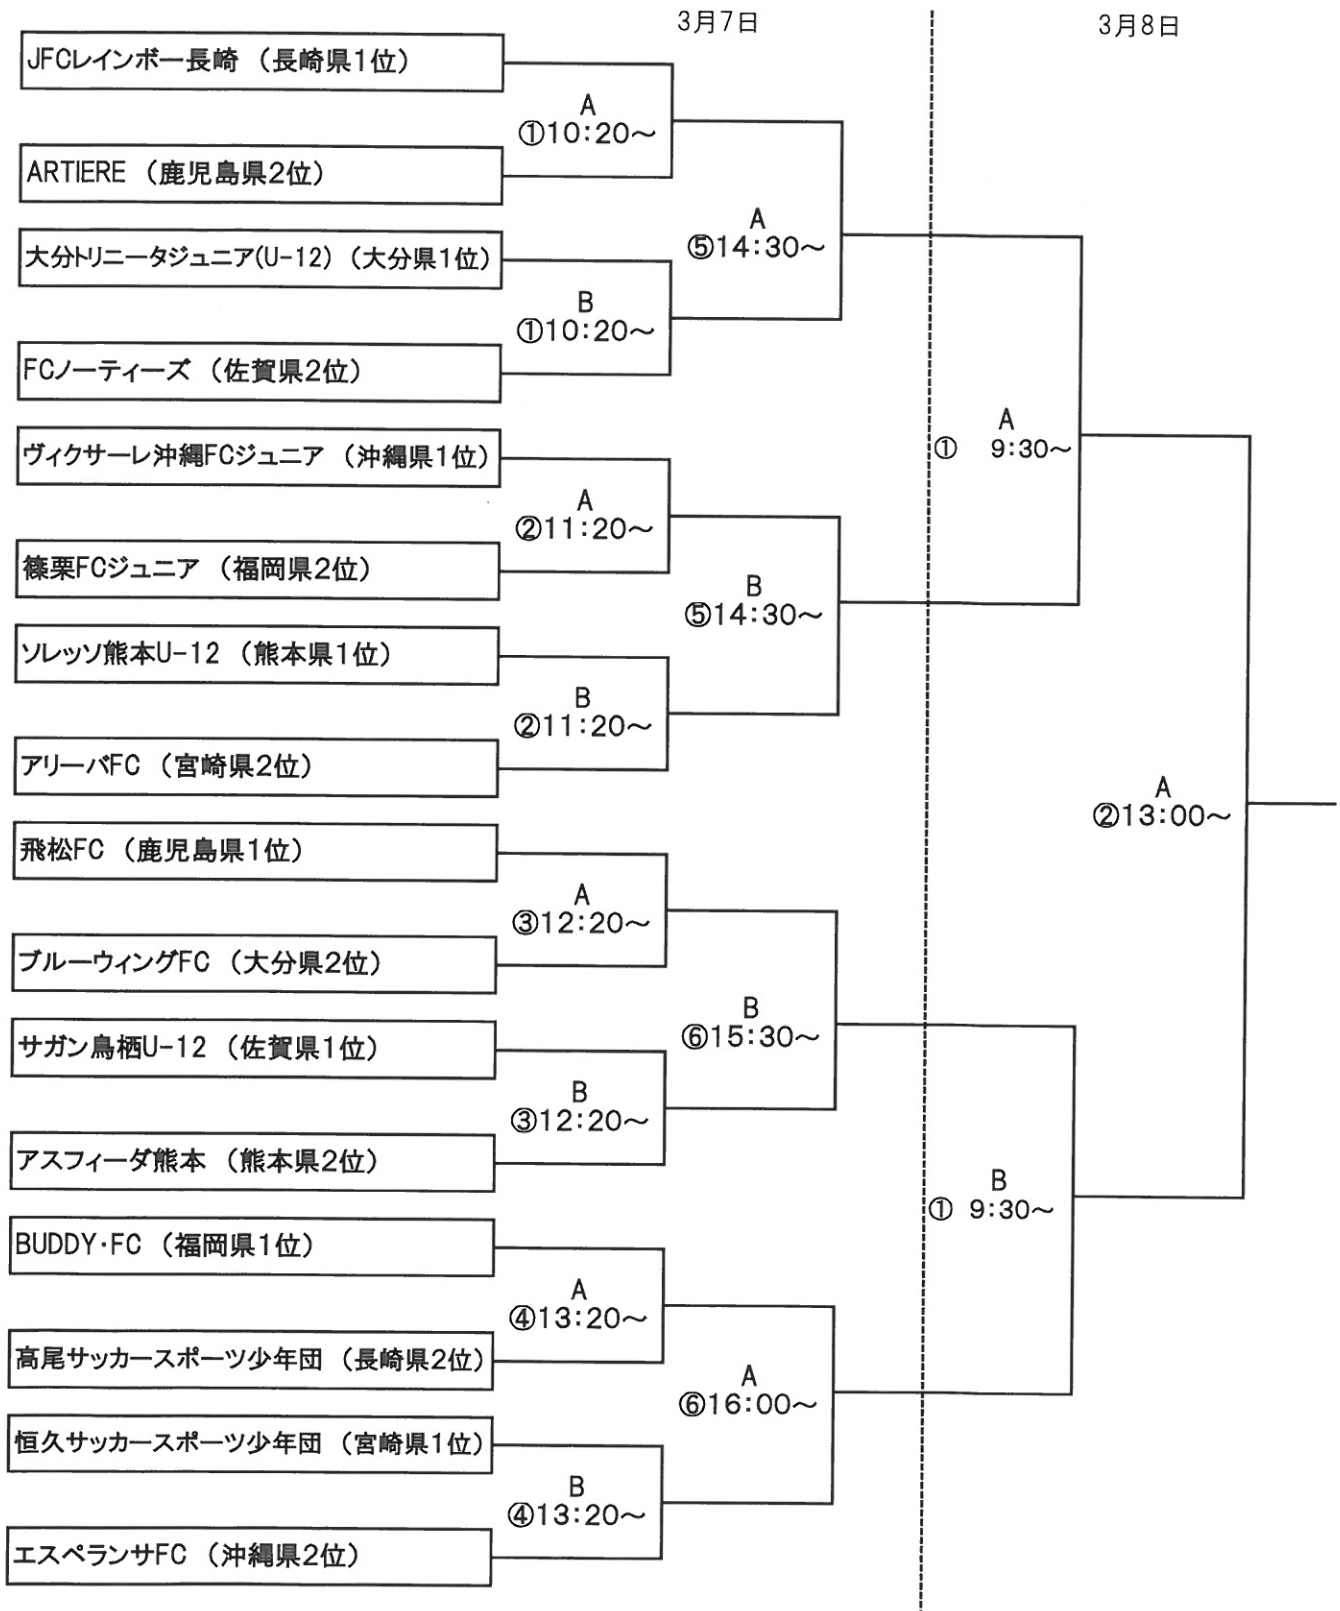 3月7日
3月8日
JFCレインボー長崎 （長崎県1位）
A
①10:20～
ARTIERE （鹿児島県2位）
A
⑤14:30～
大分トリニータジュニア(U-12) （大分県1位）
B
①10:20～
FCノーティーズ （佐賀県2位）
A
① 9:30～
ヴィクサーレ沖縄FCジュニア （沖縄県1位）
A
②11:20～
篠栗FCジュニア （福岡県2位）
B
⑤14:30～
ソレッソ熊本U-12 （熊本県1位）
B
②11:20～
アリーバFC （宮崎県2位）
A
②13:00～
飛松FC （鹿児島県1位）
A
③12:20～
ブルーウィングFC （大分県2位）
B
⑥15:30～
サガン鳥栖U-12 （佐賀県1位）
B
③12:20～
アスフィーダ熊本 （熊本県2位）
B
① 9:30～
BUDDY･FC （福岡県1位）
A
④13:20～
高尾サッカースポーツ少年団 （長崎県2位）
A
⑥16:00～
恒久サッカースポーツ少年団 （宮崎県1位）
B
④13:20～
エスペランサFC （沖縄県2位）